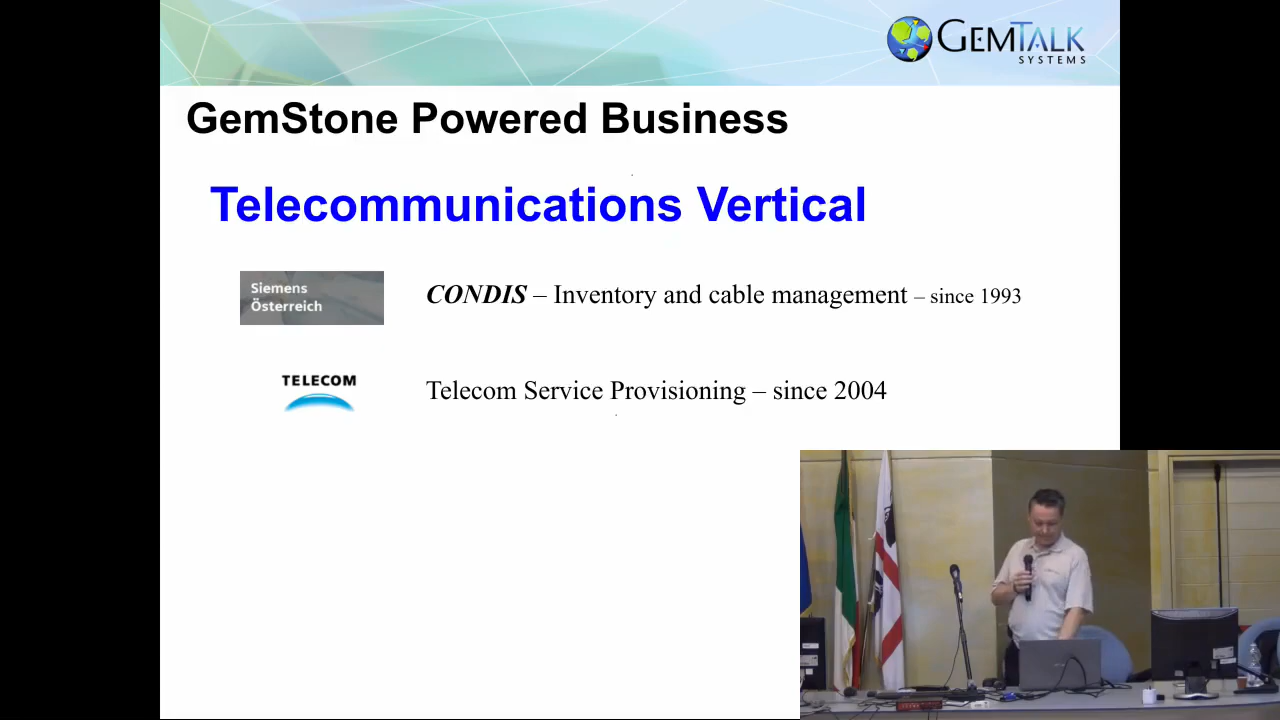 GEMTALK
SYSTEMS
GemStone Powered Business
Telecommunications Vertical
Siemens
Österreich
CONDIS – Inventory and cable management – since 1993
TELECOM
Telecom Service Provisioning – since 2004